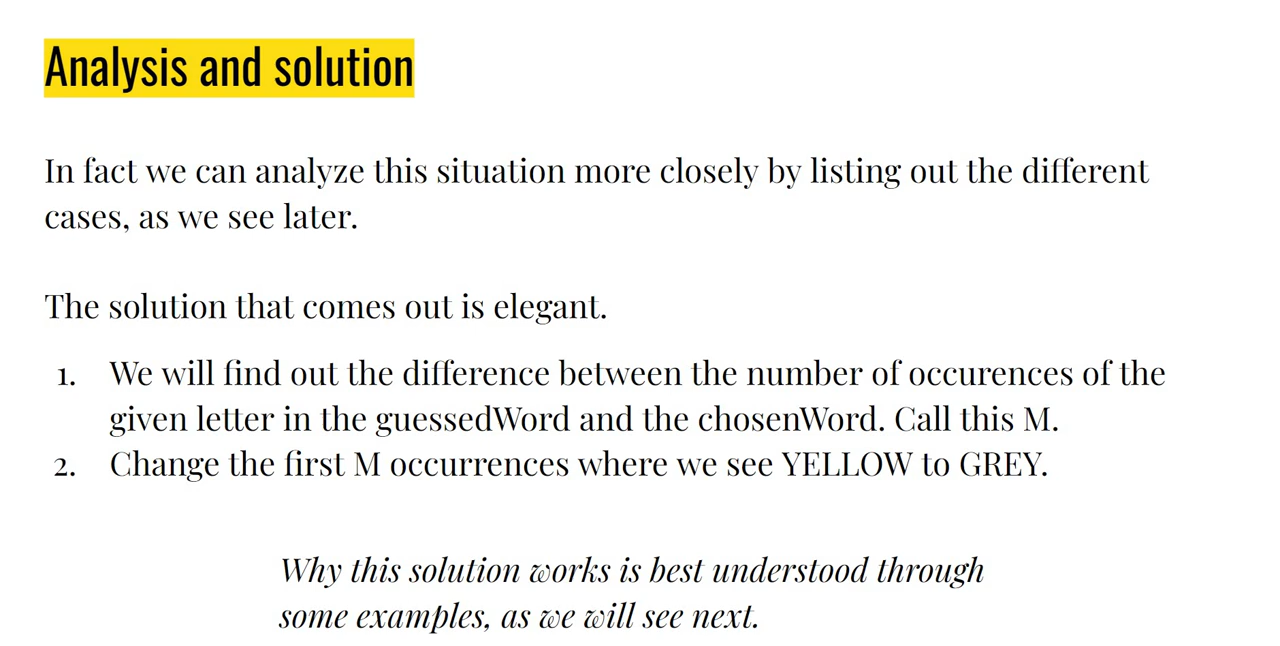 Analysis and solution
In fact we can analyze this situation more closely by listing out the different
cases, as we see later.
The solution that comes out is elegant.
1. We will find out the difference between the number of occurences of the
given letter in the guessedWord and the chosenWord. Call this M.
2. Change the first M occurrences where we see YELLOW to GREY.
Why this solution works is best understood through
some examples, as we will see next.